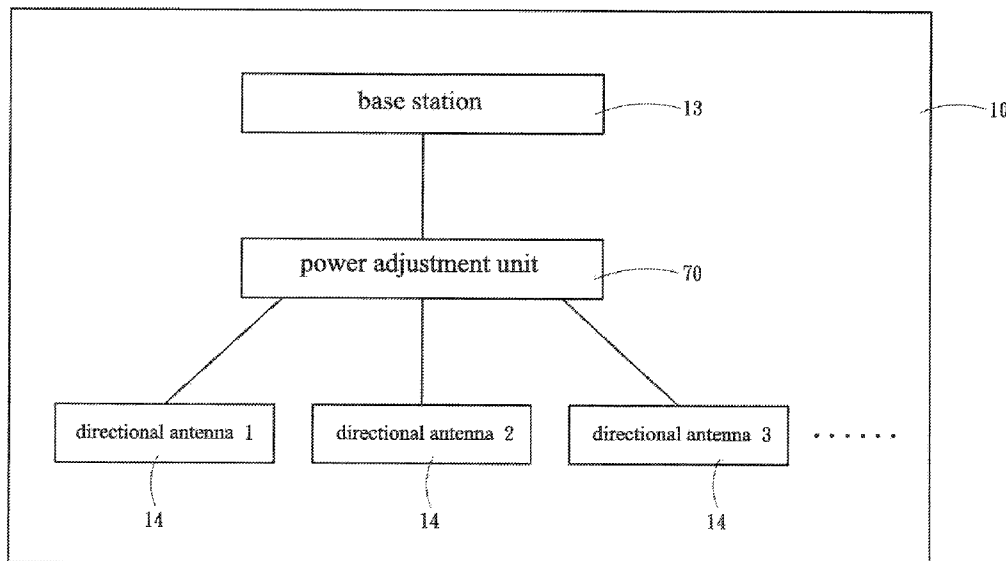 base station
13
10
power adjustment unit
70
directional antenna 1
directional antenna 2
directional antenna 3
......
14
14
14